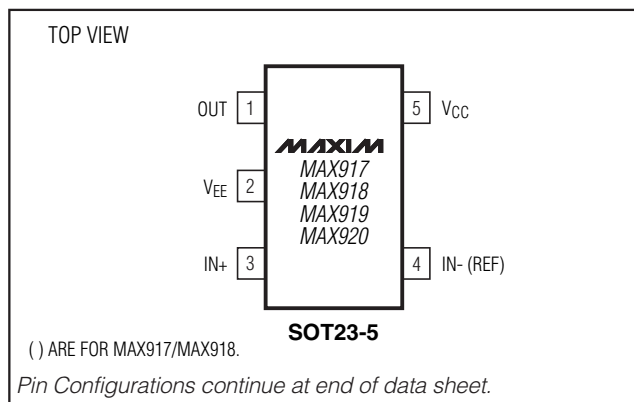 TOP VIEW
OUT 1
5 VCC
MAXIM
MAX917
MAX918
MAX919
MAX920
VEE 2
IN+ 3
4 IN- (REF)
SOT23-5
( ) ARE FOR MAX917/MAX918.
Pin Configurations continue at end of data sheet.